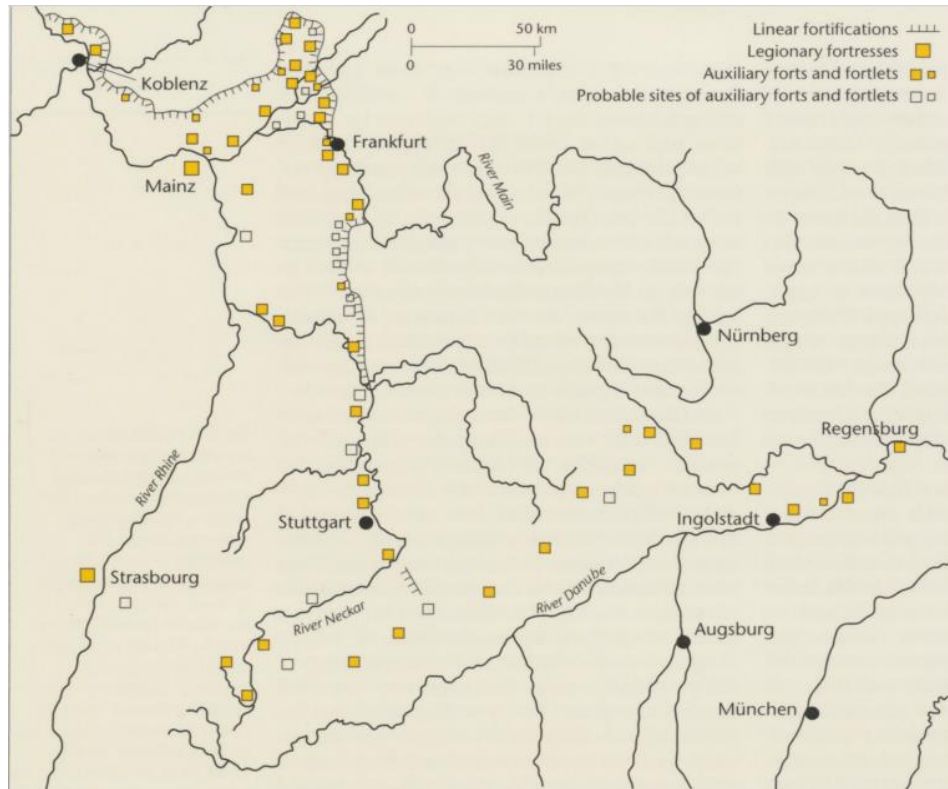 0 50 km
0 30 miles
Linear fortifications
Legionary fortresses
Auxiliary forts and fortlets
Probable sites of auxiliary forts and fortlets
Koblenz
Frankfurt
Mainz
River Main
Nürnberg
River Rhine
Regensburg
Stuttgart
Ingolstadt
Strasbourg
River Neckar
River Danube
Augsburg
München